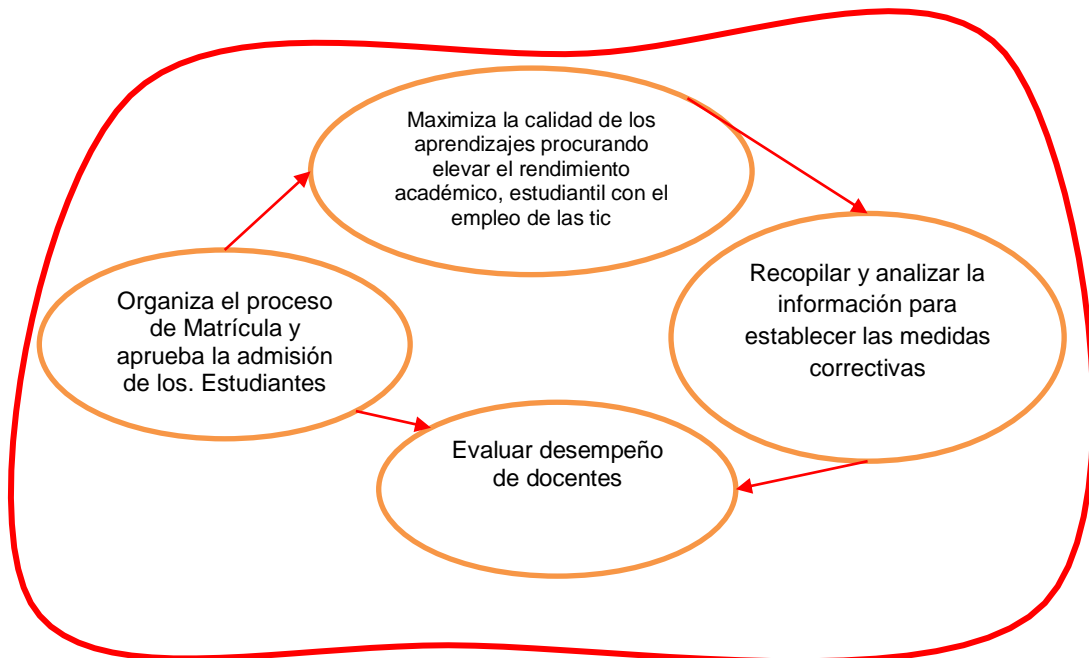 Maximiza la calidad de los
aprendizajes procurando
elevar el rendimiento
académico, estudiantil con el
empleo de las tic
Organiza el proceso
de Matrícula y
aprueba la admisión
de los. Estudiantes
Recopilar y analizar la
información para
establecer las medidas
correctivas
Evaluar desempeño
de docentes